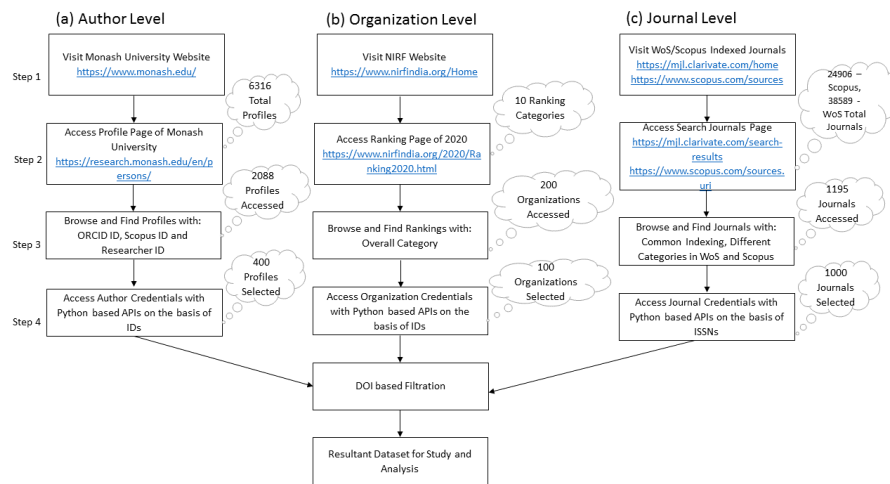 (a) Author Level
(b) Organization Level
(c) Journal Level
Step 1
Visit Monash University Website
https://www.monash.edu/
6316
Total
Profiles
Visit NIRF Website
https://www.nirfindia.org/Home
10 Ranking
Categories
Visit WoS/Scopus Indexed Journals
https://mjl.clarivate.com/home
https://www.scopus.com/sources
24906 –
Scopus,
38589 -
WoS Total
Journals
Step 2
Access Profile Page of Monash
University
https://research.monash.edu/en/p
ersons/
2088
Profiles
Accessed
Access Ranking Page of 2020
https://www.nirfindia.org/2020/Ra
nking2020.html
200
Organizations
Accessed
Access Search Journals Page
https://mjl.clarivate.com/search-
results
https://www.scopus.com/sources.
uri
1195
Journals
Accessed
Step 3
Browse and Find Profiles with:
ORCID ID, Scopus ID and
Researcher ID
400
Profiles
Selected
Browse and Find Rankings with:
Overall Category
100
Organizations
Selected
Browse and Find Journals with:
Common Indexing, Different
Categories in WoS and Scopus
1000
Journals
Selected
Step 4
Access Author Credentials with
Python based APIs on the basis of
IDs
Access Organization Credentials
with Python based APIs on the
basis of IDs
Access Journal Credentials with
Python based APIs on the basis of
ISSNs
DOI based Filtration
Resultant Dataset for Study and
Analysis